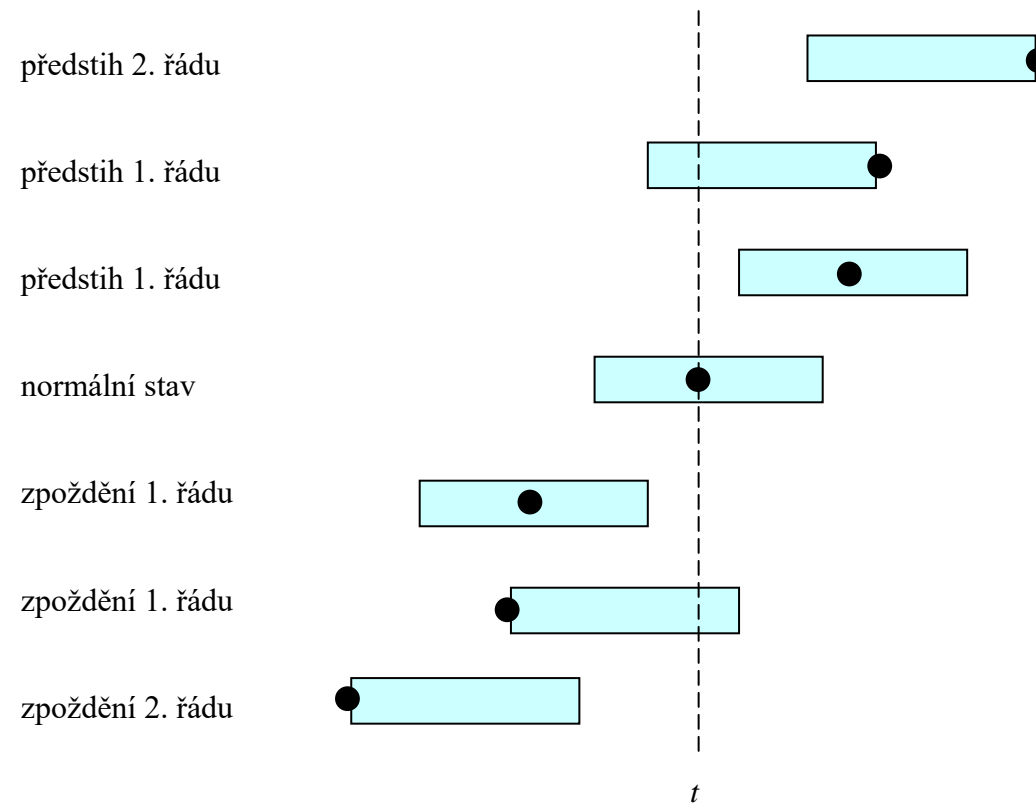 předstih 2. řádu
předstih 1. řádu
předstih 1. řádu
normální stav
zpoždění 1. řádu
zpoždění 1. řádu
zpoždění 2. řádu
t